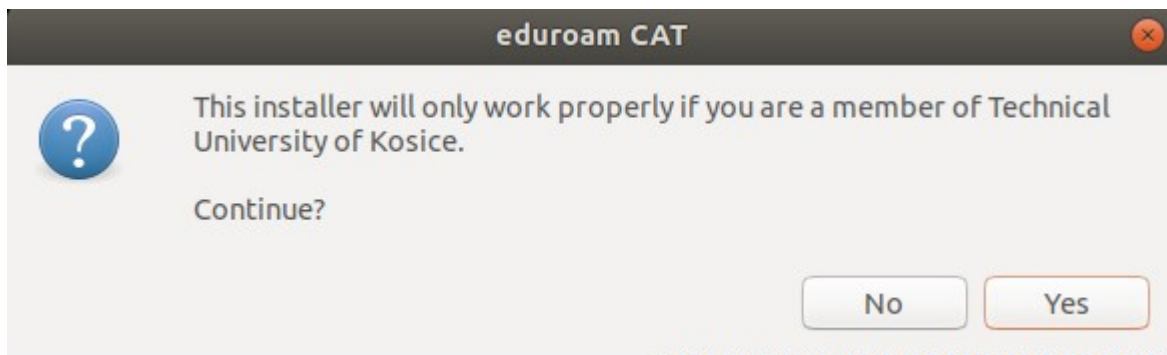 eduroam CAT
This installer will only work properly if you are a member of Technical
University of Kosice.
Continue?
No
Yes